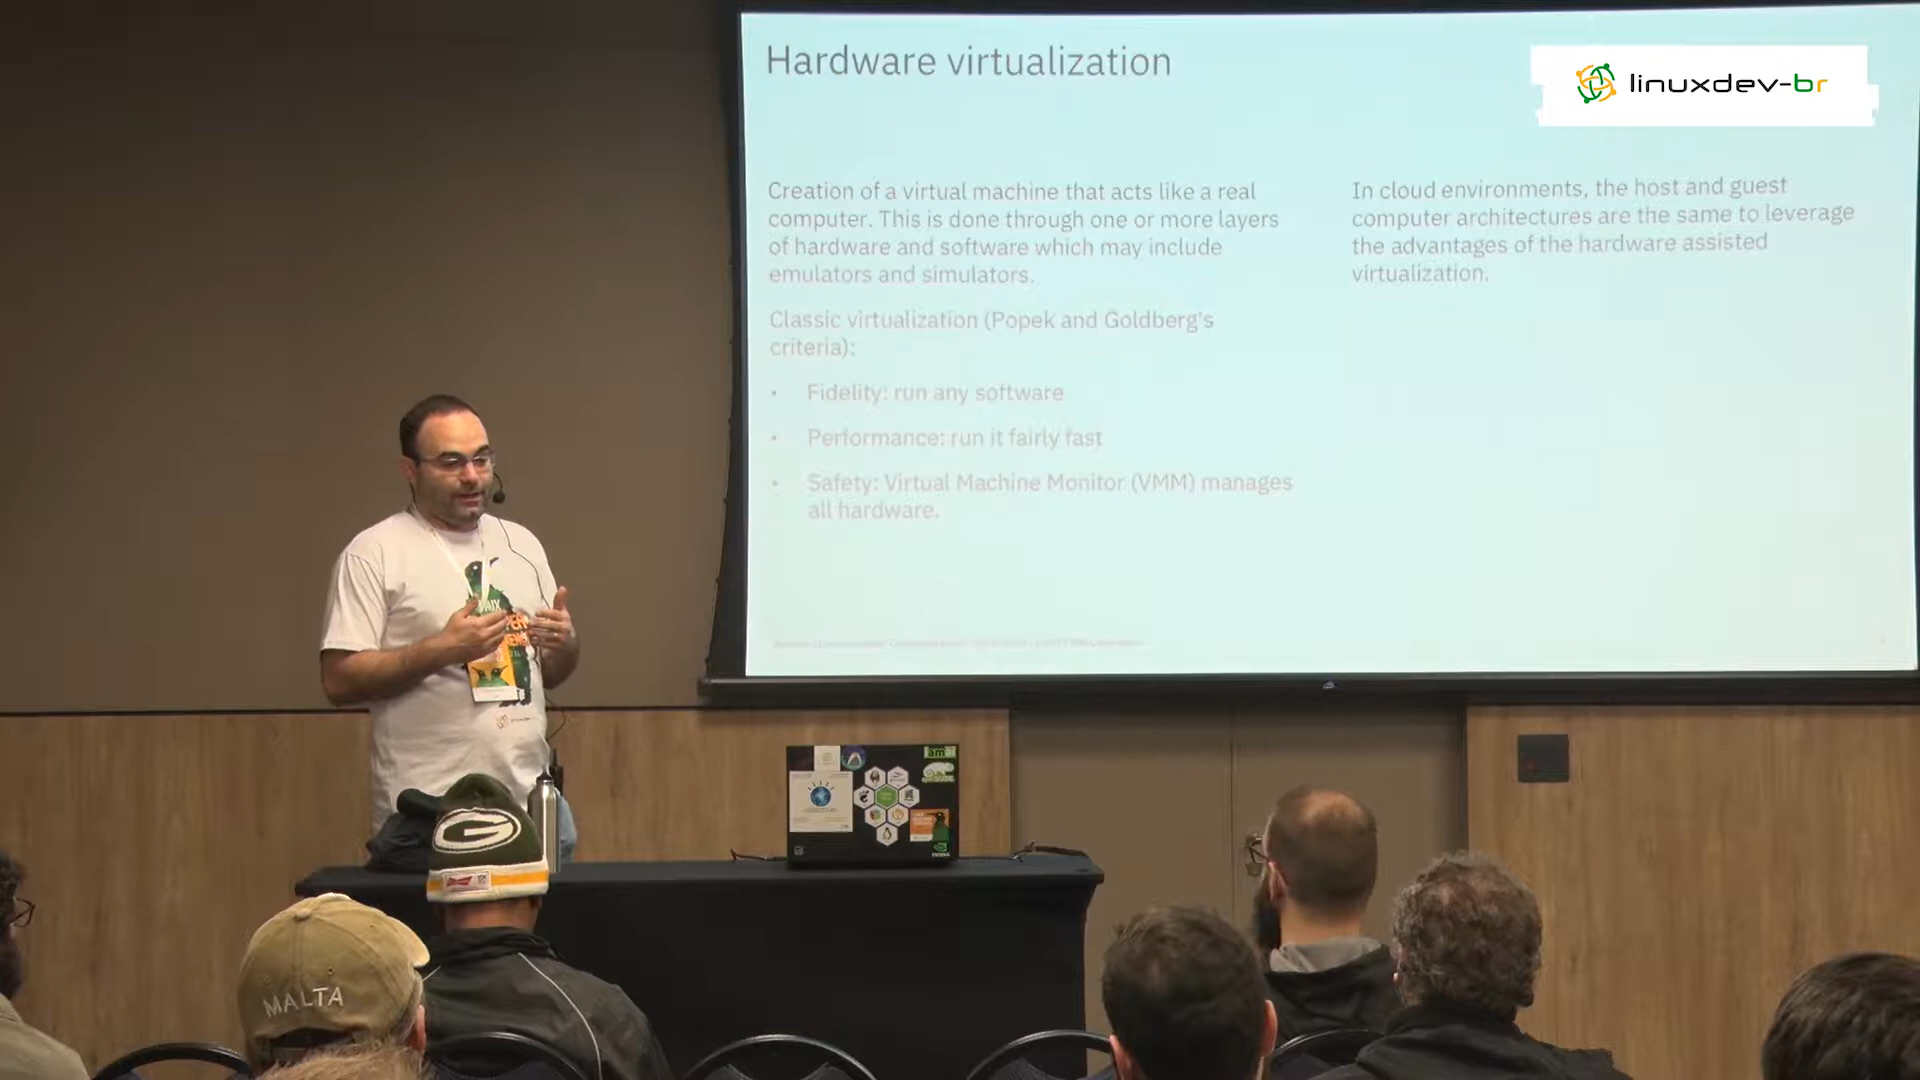 Hardware virtualization
linuxdev-br
Creation of a virtual machine that acts like a real
computer. This is done through one or more layers
of hardware and software which may include
emulators and simulators.
Classic virtualization (Popek and Goldberg's
criteria):
• Fidelity: run any software
• Performance: run it fairly fast
• Safety: Virtual Machine Monitor (VMM) manages
all hardware.
In cloud environments, the host and guest
computer architectures are the same to leverage
the advantages of the hardware assisted
virtualization.
G
MALTA